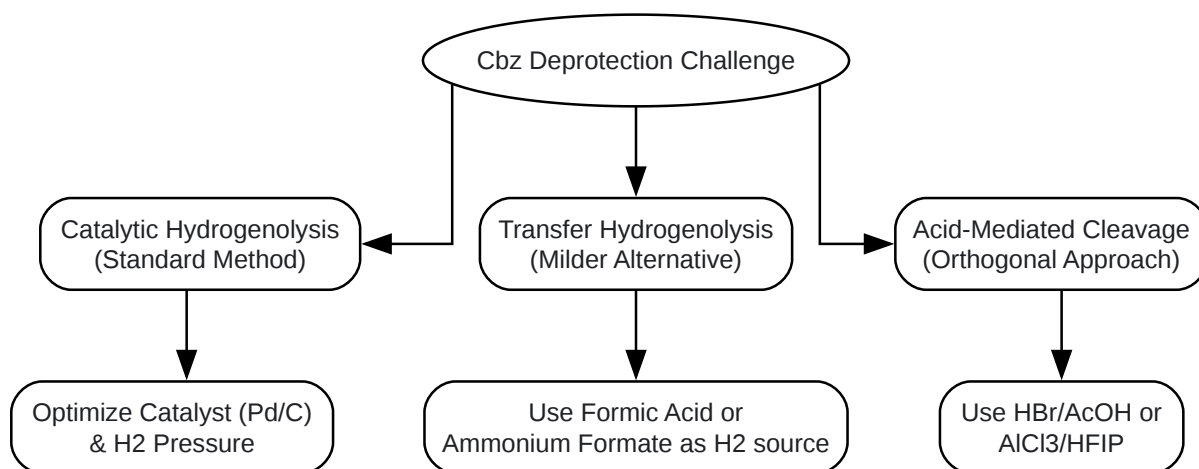 Cbz Deprotection Challenge
Catalytic Hydrogenolysis
(Standard Method)
Transfer Hydrogenolysis
(Milder Alternative)
Acid-Mediated Cleavage
(Orthogonal Approach)
Optimize Catalyst (Pd/C)
& H2 Pressure
Use Formic Acid or
Ammonium Formate as H2 source
Use HBr/AcOH or
AlCl3/HFIP